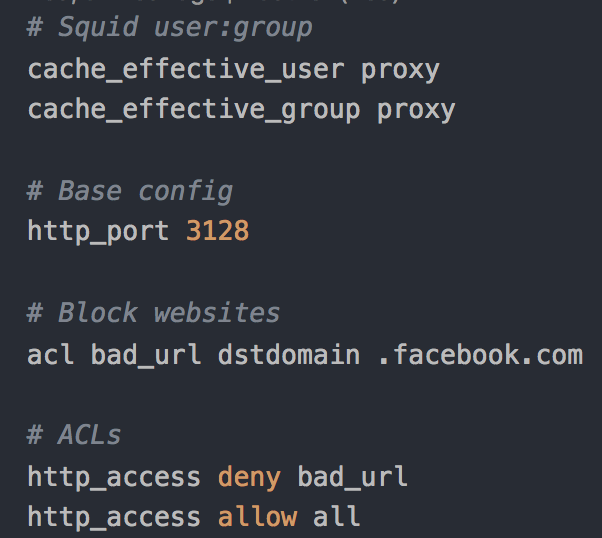 # Squid user:group
cache_effective_user proxy
cache_effective_group proxy
# Base config
http_port 3128
# Block websites
acl bad_url dstdomain .facebook.com
# ACLs
http_access deny bad_url
http_access allow all